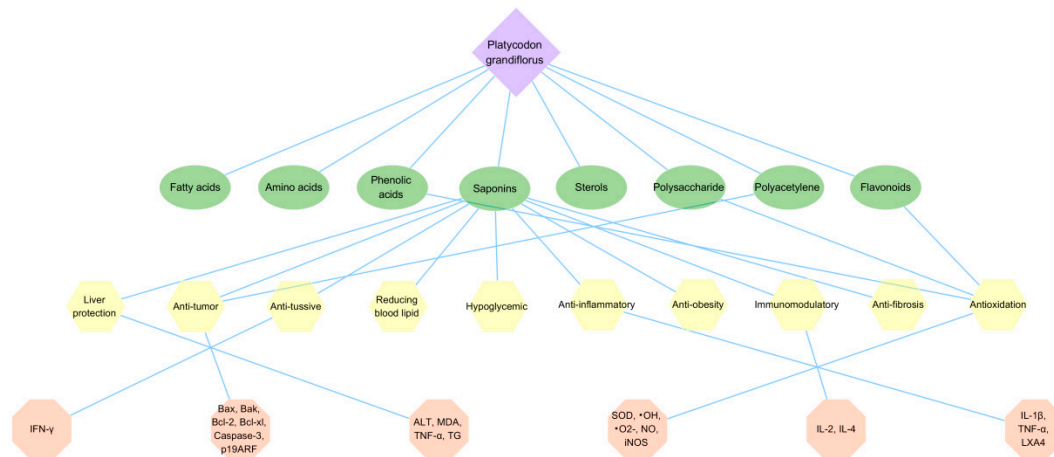 Platycodon
grandiflorus
Fatty acids
Amino acids
Phenolic
acids
Saponins
Sterols
Polysaccharide
Polyacetylene
Flavonoids
Liver
protection
Anti-tumor
Anti-tussive
Reducing
blood lipid
Hypoglycemic
Anti-inflammatory
Anti-obesity
Immunomodulatory
Anti-fibrosis
Antioxidation
IFN-γ
Bax, Bak,
Bcl-2, Bcl-xl,
Caspase-3,
p19ARF
ALT, MDA,
TNF-α, TG
SOD, •OH,
•O2-, NO,
iNOS
IL-2, IL-4
IL-1β,
TNF-α,
LXA4